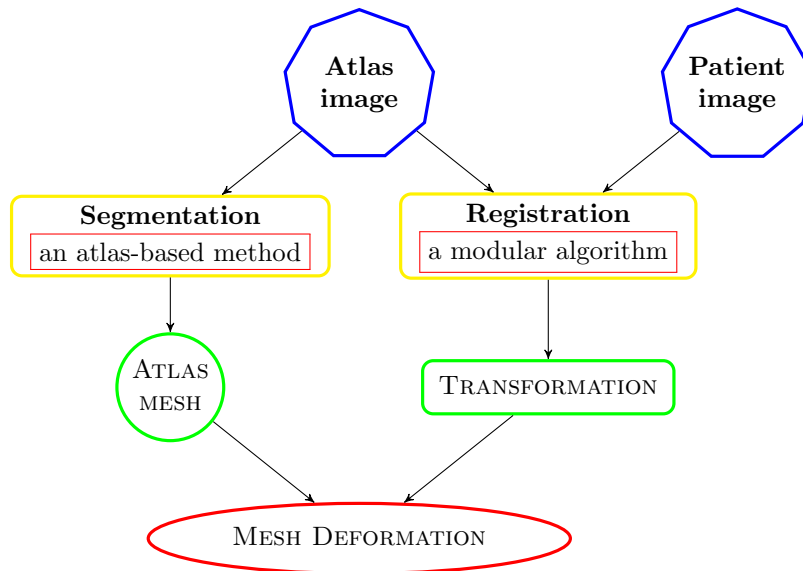 Atlas
image
Patient
image
Segmentation
an atlas-based method
Registration
a modular algorithm
ATLAS
MESH
TRANSFORMATION
MESH DEFORMATION